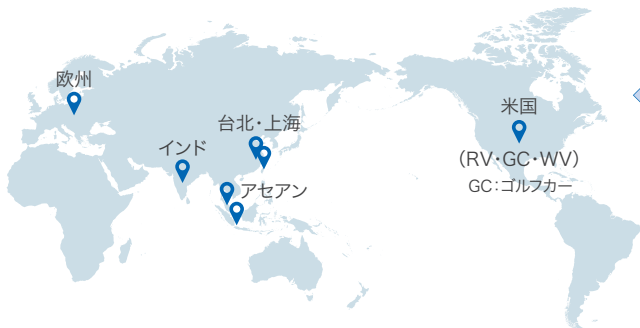 欧州
台北・上海
インド
アセアン
米国
（RV・GC・WV）
GC：ゴルフカー